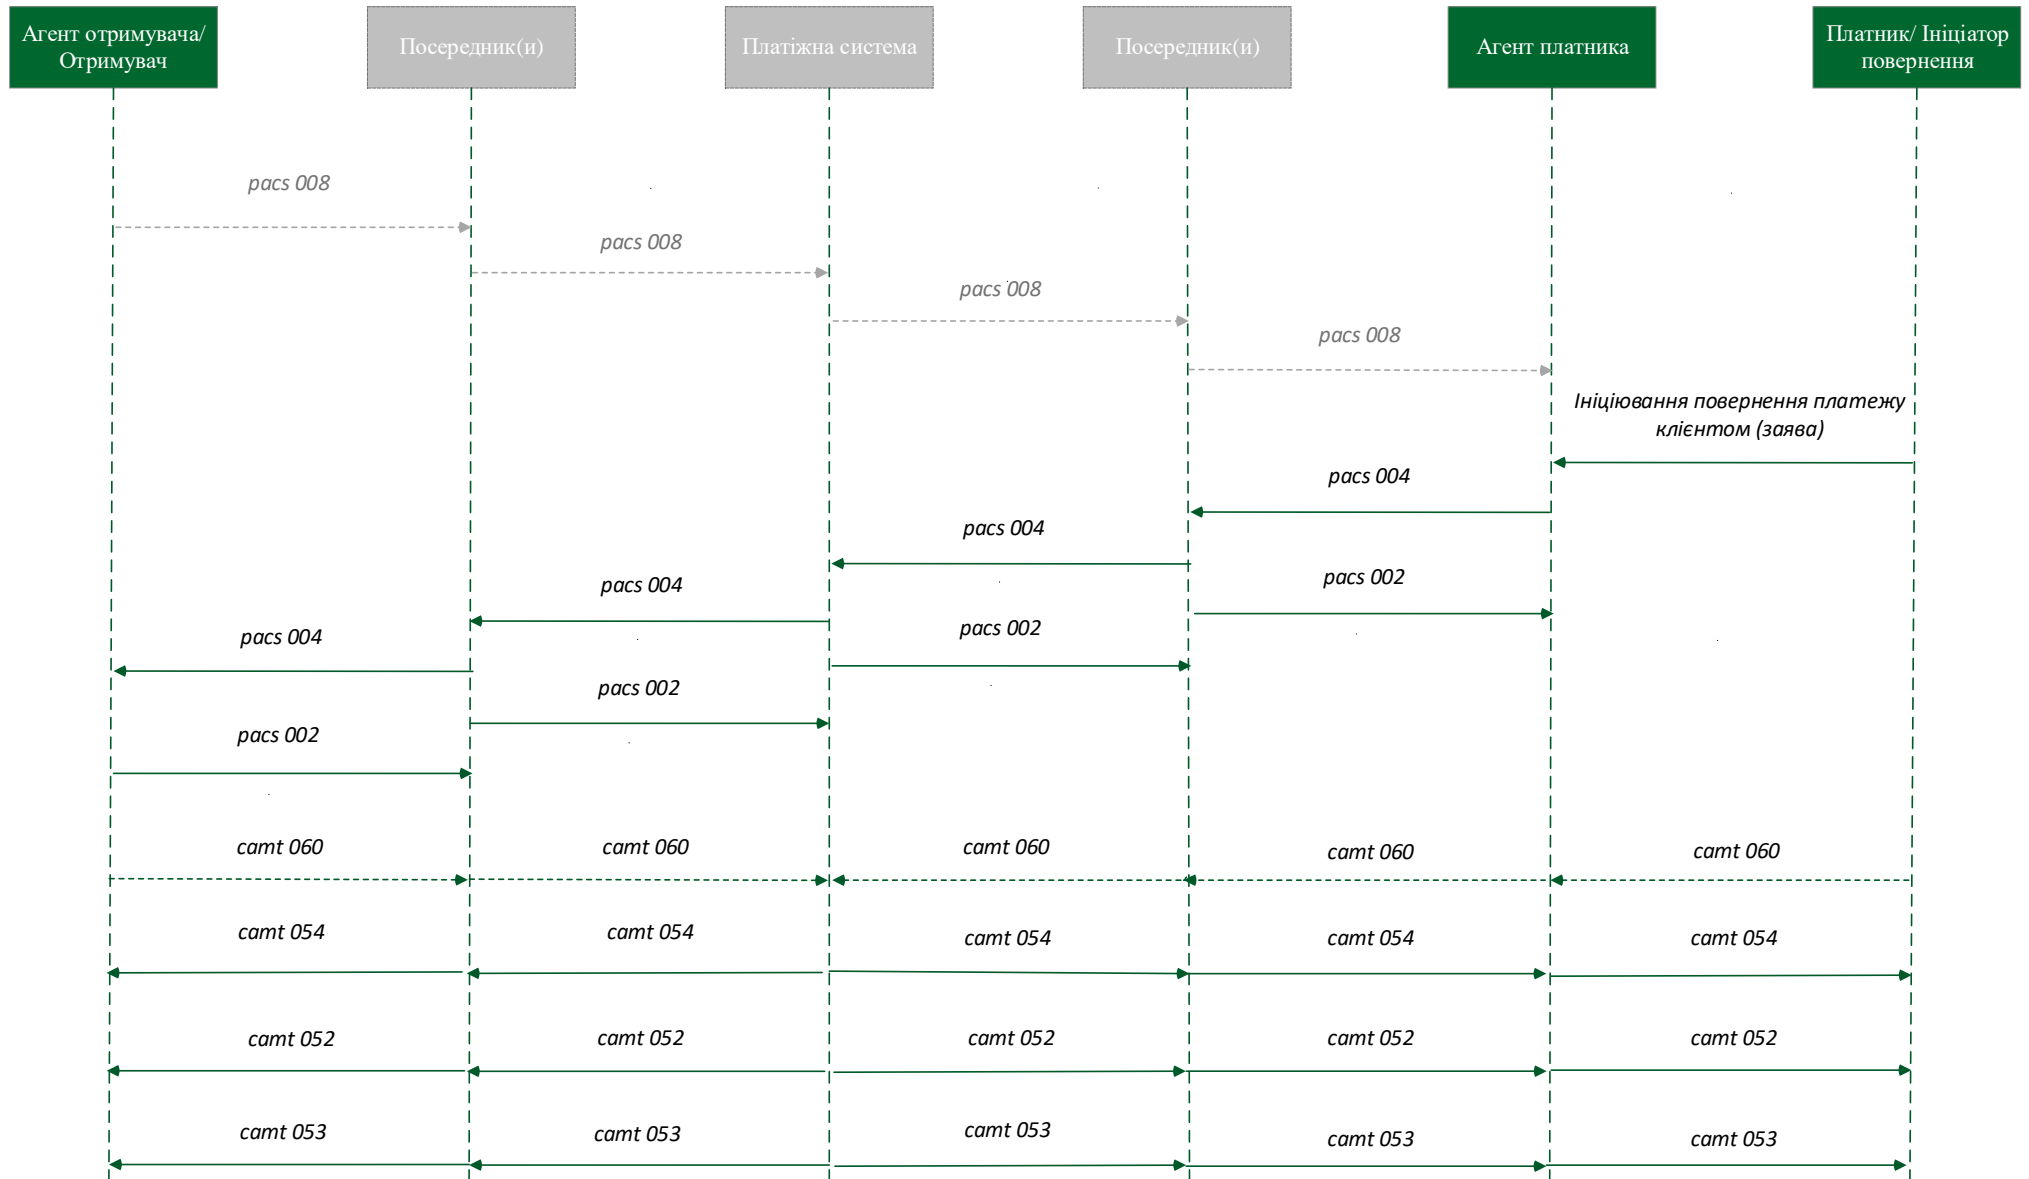 Агент отримувача/
Отримувач
Посередник(и)
Платіжна система
Посередник(и)
Агент платника
Платник/ Ініціатор
повернення
pacs 008
pacs 008
pacs 008
pacs 008
Ініціювання повернення платежу
клієнтом (заява)
pacs 004
pacs 004
pacs 002
pacs 004
pacs 002
pacs 004
pacs 002
pacs 002
camt 060
camt 060
camt 060
camt 060
camt 060
camt 054
camt 054
camt 054
camt 054
camt 054
camt 052
camt 052
camt 052
camt 052
camt 052
camt 053
camt 053
camt 053
camt 053
camt 053